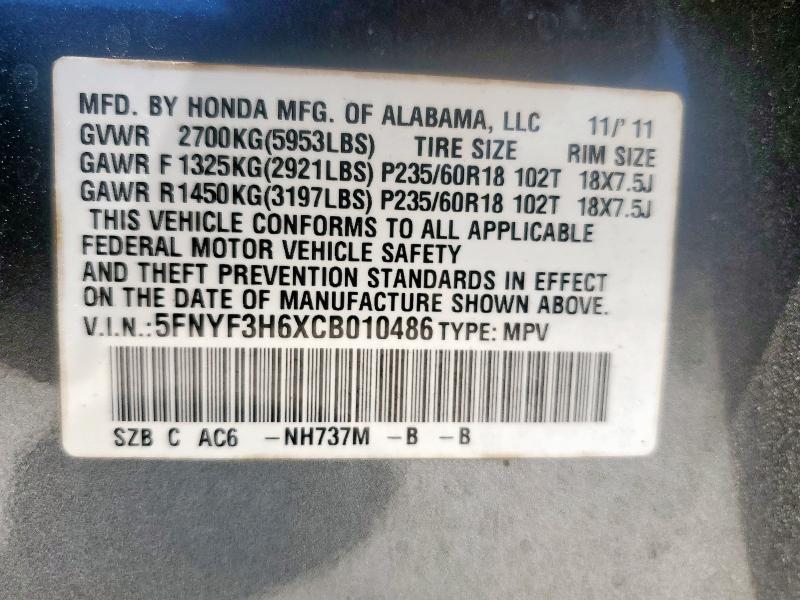 MFD. BY HONDA MFG. OF ALABAMA, LLC 11/' 11
GVWR 2700KG(5953LBS) TIRE SIZE RIM SIZE
GAWR F 1325KG(2921LBS) P235/60R18 102T 18X7.5J
GAWR R1450KG(3197LBS) P235/60R18 102T 18X7.5J
THIS VEHICLE CONFORMS TO ALL APPLICABLE
FEDERAL MOTOR VEHICLE SAFETY
AND THEFT PREVENTION STANDARDS IN EFFECT
ON THE DATE OF MANUFACTURE SHOWN ABOVE.
V.I.N.:5FNYF3H6XCB010486 TYPE: MPV
SZB C AC6 -NH737M -B -B